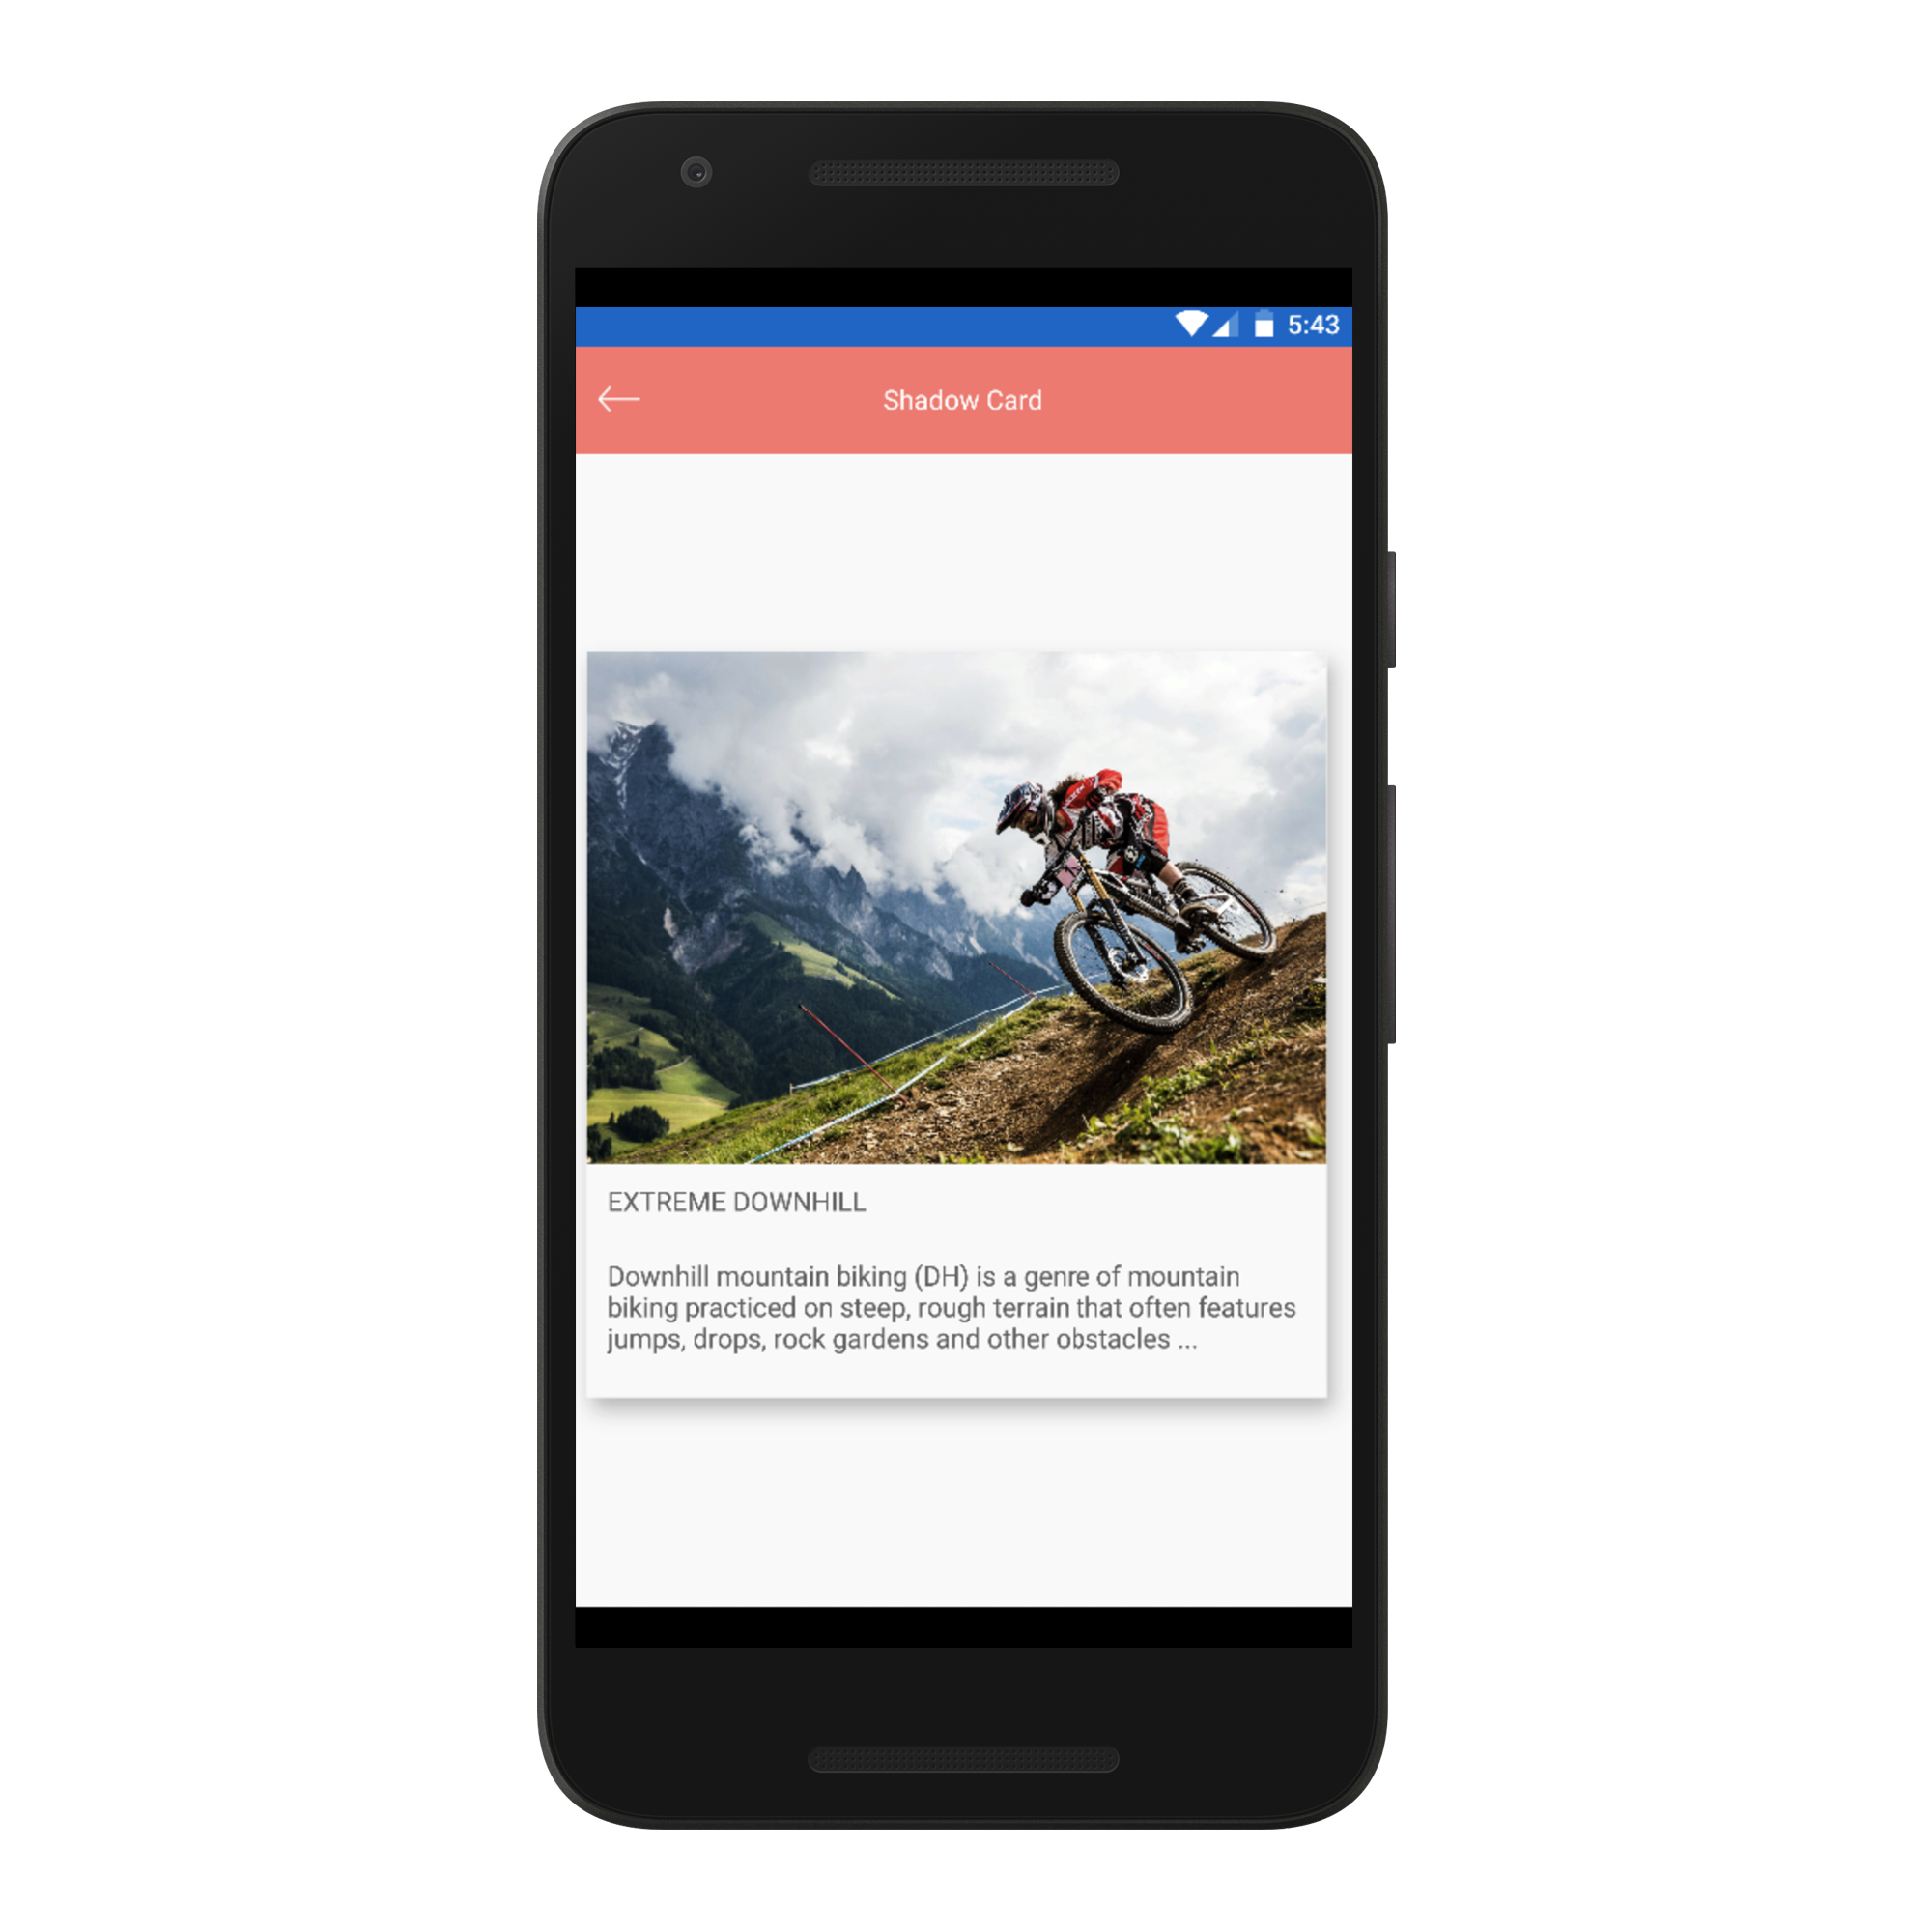 5:43
Shadow Card
EXTREME DOWNHILL
Downhill mountain biking (DH) is a genre of mountain
biking practiced on steep, rough terrain that often features
jumps, drops, rock gardens and other obstacles ...